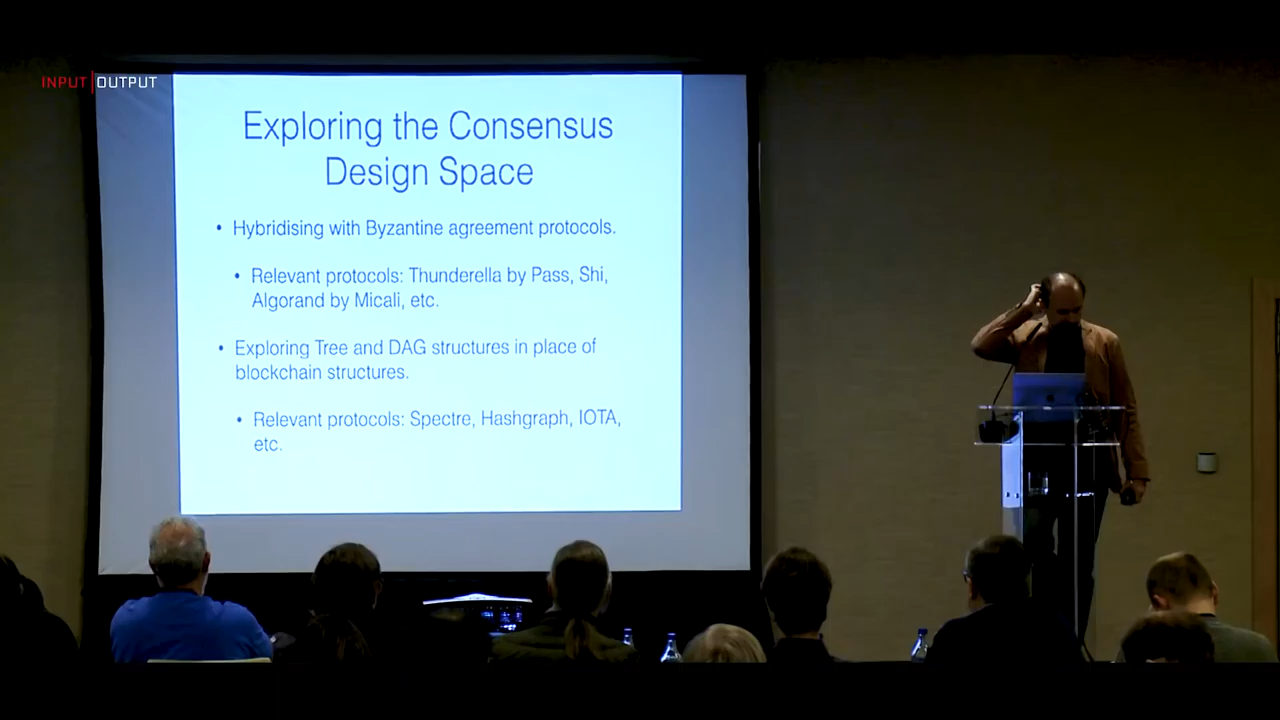 INPUT|OUTPUT
Exploring the Consensus
Design Space
• Hybridising with Byzantine agreement protocols.
• Relevant protocols: Thunderella by Pass, Shi,
Algorand by Micali, etc.
• Exploring Tree and DAG structures in place of
blockchain structures.
• Relevant protocols: Spectre, Hashgraph, IOTA,
etc.